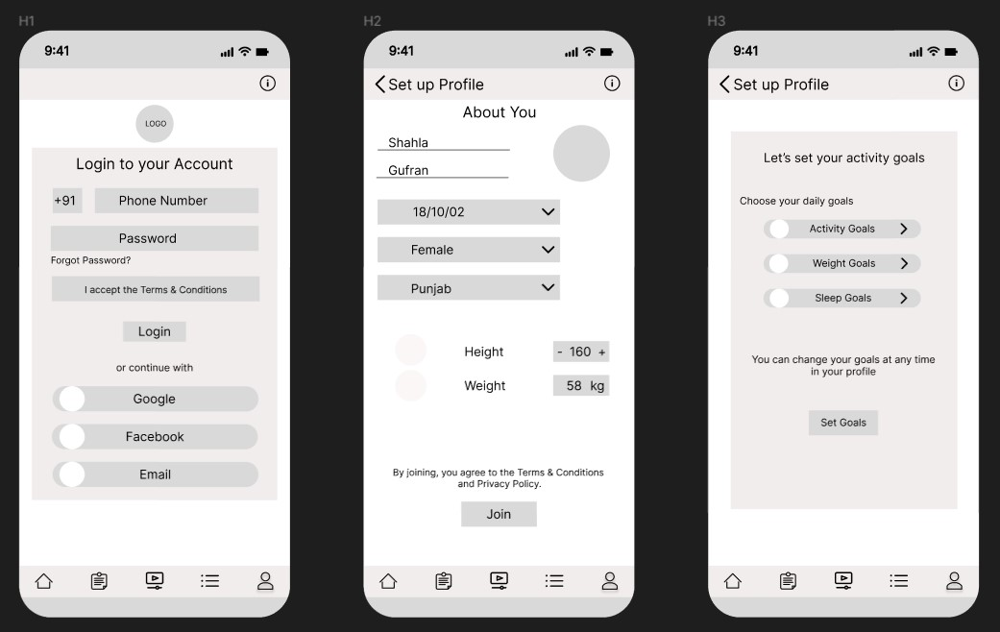 H1
9:41
LOGO
Login to your Account
+91 Phone Number
Password
Forgot Password?
I accept the Terms & Conditions
Login
or continue with
Google
Facebook
Email
H2
9:41
Set up Profile
About You
Shahla
Gufran
18/10/02
Female
Punjab
Height - 160 +
Weight 58 kg
By joining, you agree to the Terms & Conditions
and Privacy Policy.
Join
H3
9:41
Set up Profile
Let's set your activity goals
Choose your daily goals
Activity Goals
Weight Goals
Sleep Goals
You can change your goals at any time
in your profile
Set Goals